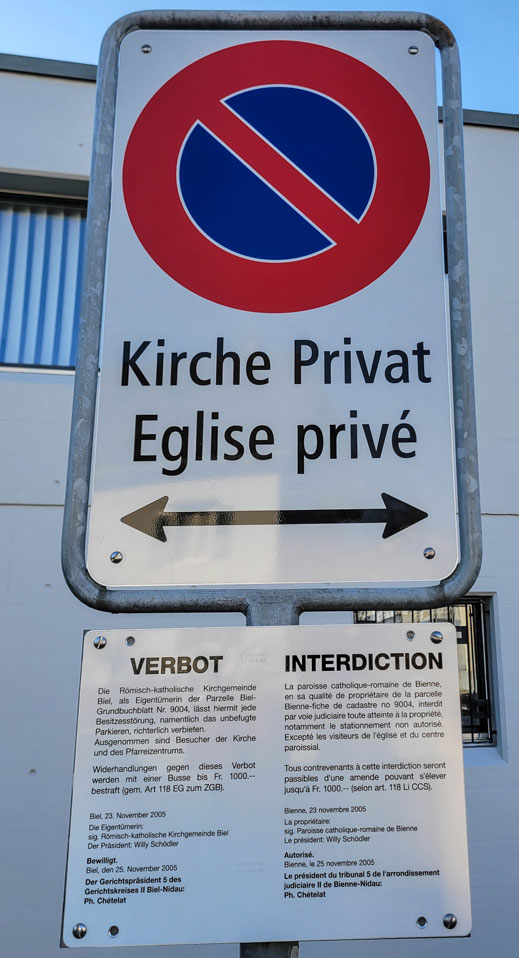 Kirche Privat
Eglise privé
VERBOT
Die Römisch-katholische Kirchgemeinde
Biel, als Eigentümerin der Parzelle Biel-
Grundbuchblatt Nr. 9004, lässt hiermit jede
Besitzesstörung, namentlich das unbefugte
Parkieren, richterlich verbieten.
Ausgenommen sind Besucher der Kirche
und des Pfarreizentrums.
Widerhandlungen gegen dieses Verbot
werden mit einer Busse bis Fr. 1000.--
bestraft (gem. Art 118 EG zum ZGB).
Biel, 23. November 2005
Die Eigentümerin:
sig. Römisch-katholische Kirchgemeinde Biel
Der Präsident: Willy Schödler
Bewilligt.
Biel, den 25. November 2005
Der Gerichtspräsident 5 des
Gerichtskreises II Biel-Nidau:
Ph. Chételat
INTERDICTION
La paroisse catholique-romaine de Bienne,
en sa qualité de propriétaire de la parcelle
Bienne-fiche de cadastre no 9004, interdit
par voie judiciaire toute atteinte à la propriété,
notamment le stationnement non autorisé.
Excepté les visiteurs de l'église et du centre
paroissial.
Tous contrevenants à cette interdiction seront
passibles d'une amende pouvant s'élever
jusqu'à Fr. 1000.-- (selon art. 118 Li CCS).
Bienne, 23 novembre 2005
La propriétaire:
sig. Paroisse catholique-romaine de Bienne
Le président: Willy Schödler
Autorisé.
Bienne, le 25 novembre 2005
Le président du tribunal 5 de l'arrondissement
judiciaire II de Bienne-Nidau:
Ph. Chételat